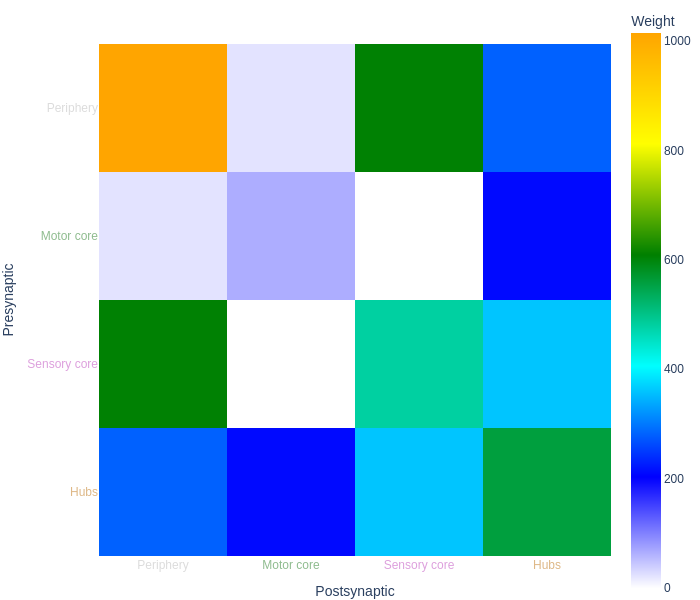 Weight
1000
800
600
400
200
0
Presynaptic
Periphery
Motor core
Sensory core
Hubs
Periphery Motor core Sensory core Hubs
Postsynaptic